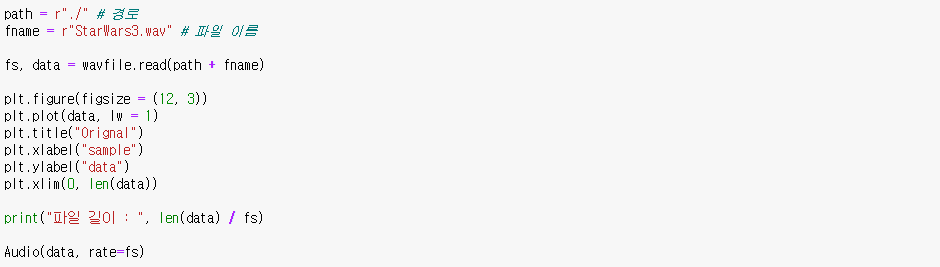 path = r"./" # 경로
fname = r"StarWars3.wav" # 파일 이름
fs, data = wavfile.read(path + fname)
plt.figure(figsize = (12, 3))
plt.plot(data, lw = 1)
plt.title("Orignal")
plt.xlabel("sample")
plt.ylabel("data")
plt.xlim(0, len(data))
print("파일 길이 : ", len(data) / fs)
Audio(data, rate=fs)